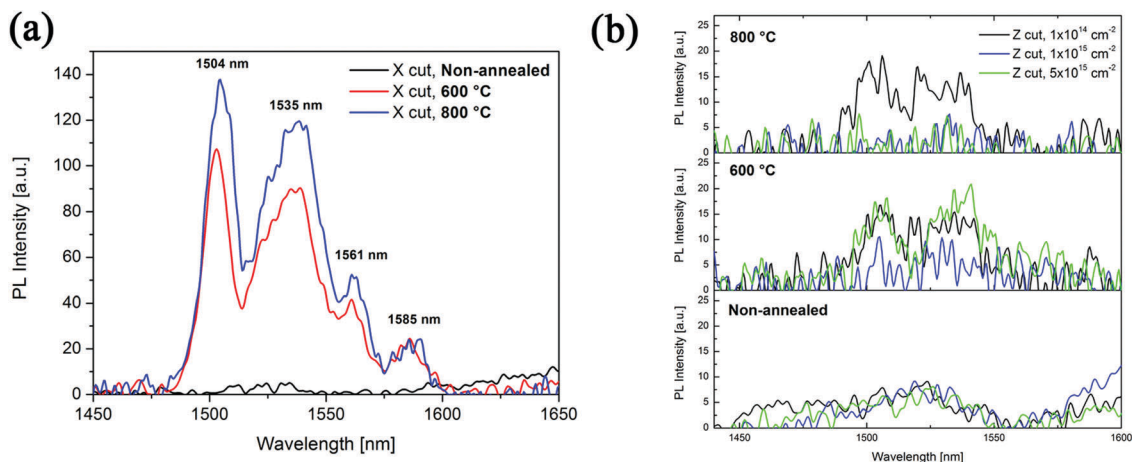 (a)
PL Intensity [a.u.]
140
120
100
80
60
40
20
0
1504 nm
1535 nm
1561 nm
1585 nm
X cut, Non-annealed
X cut, 600 °C
X cut, 800 °C
1450 1500 1550 1600 1650
Wavelength [nm]
(b)
800 °C
Z cut, 1x10¹⁴ cm⁻²
Z cut, 1x10¹⁵ cm⁻²
Z cut, 5x10¹⁵ cm⁻²
PL Intensity [a.u.]
25
20
15
10
5
0
600 °C
PL Intensity [a.u.]
25
20
15
10
5
0
Non-annealed
PL Intensity [a.u.]
25
20
15
10
5
0
1450 1500 1550 1600
Wavelength [nm]